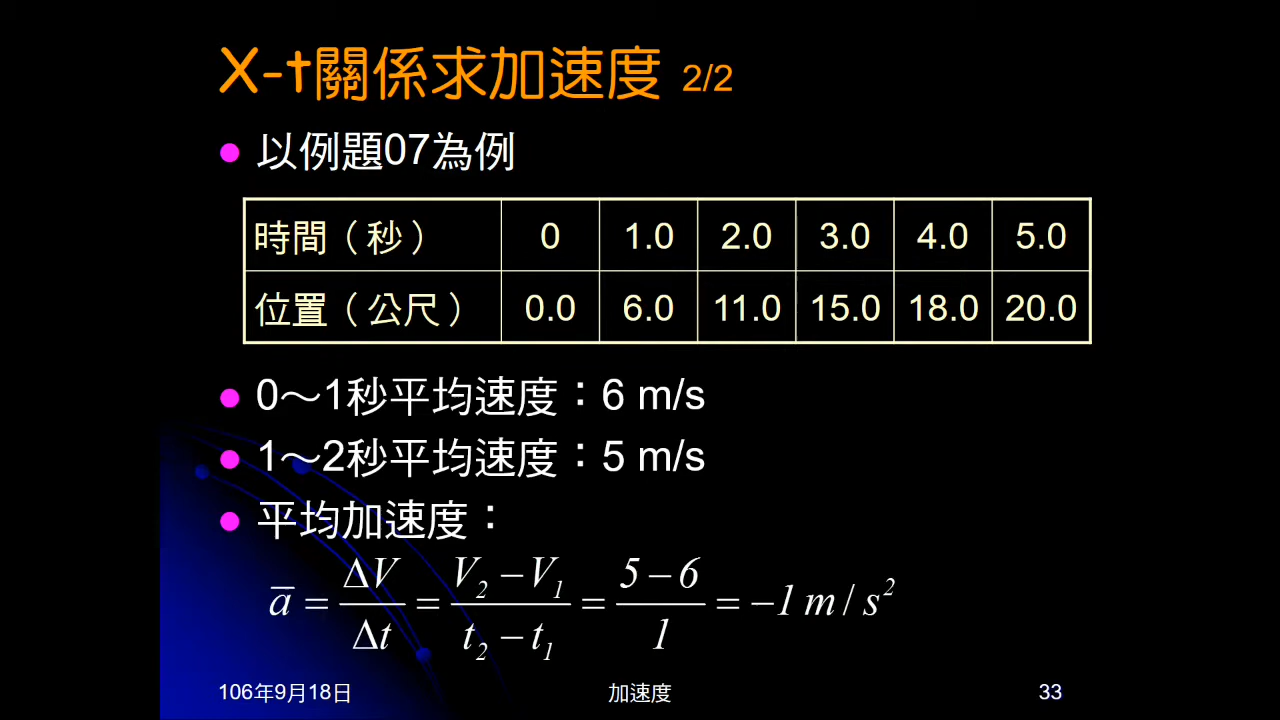 X-t關係求加速度 2/2
以例題07為例
時間（秒） 0 1.0 2.0 3.0 4.0 5.0
位置（公尺） 0.0 6.0 11.0 15.0 18.0 20.0
0～1秒平均速度：6 m/s
1～2秒平均速度：5 m/s
平均加速度：
a̅ = ΔV/Δt = (V₂ − V₁)/(t₂ − t₁) = (5 − 6)/1 = −1 m / s²
106年9月18日 加速度 33